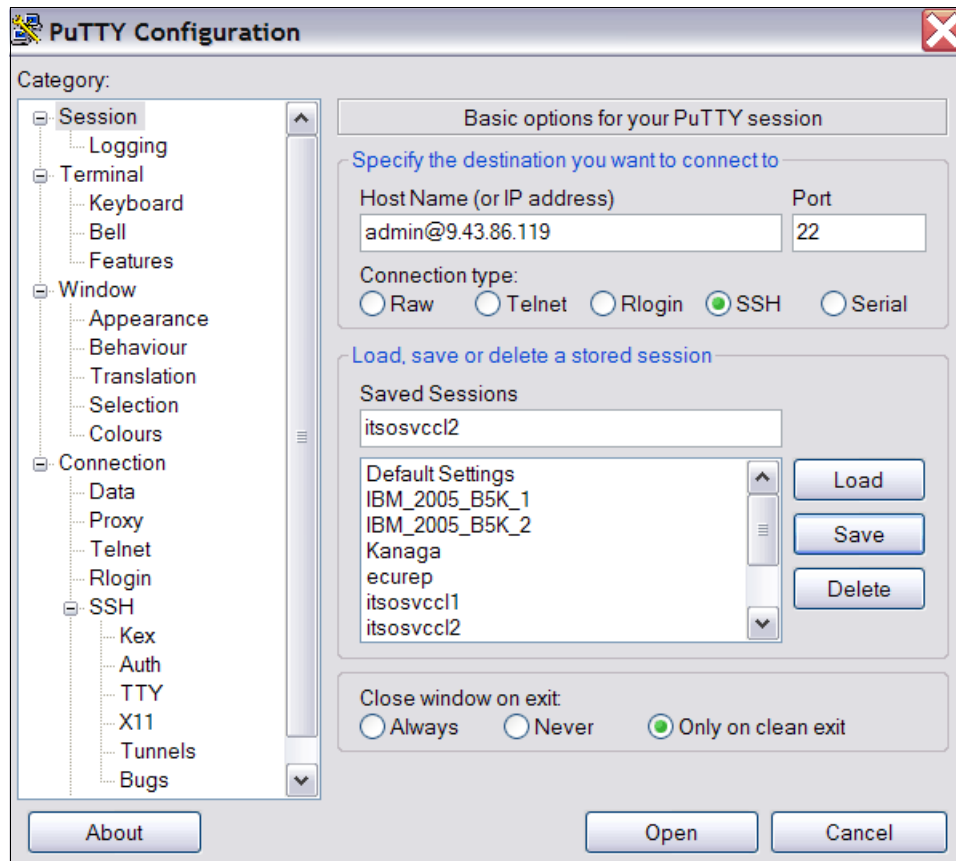 PuTTY Configuration
Category:
Session
Logging
Terminal
Keyboard
Bell
Features
Window
Appearance
Behaviour
Translation
Selection
Colours
Connection
Data
Proxy
Telnet
Rlogin
SSH
Kex
Auth
TTY
X11
Tunnels
Bugs
Basic options for your PuTTY session
Specify the destination you want to connect to
Host Name (or IP address) Port
admin@9.43.86.119 22
Connection type:
Raw Telnet Rlogin SSH Serial
Load, save or delete a stored session
Saved Sessions
itsosvccl2
Default Settings
IBM_2005_B5K_1
IBM_2005_B5K_2
Kanaga
ecurep
itsosvccl1
itsosvccl2
Load
Save
Delete
Close window on exit:
Always Never Only on clean exit
About Open Cancel